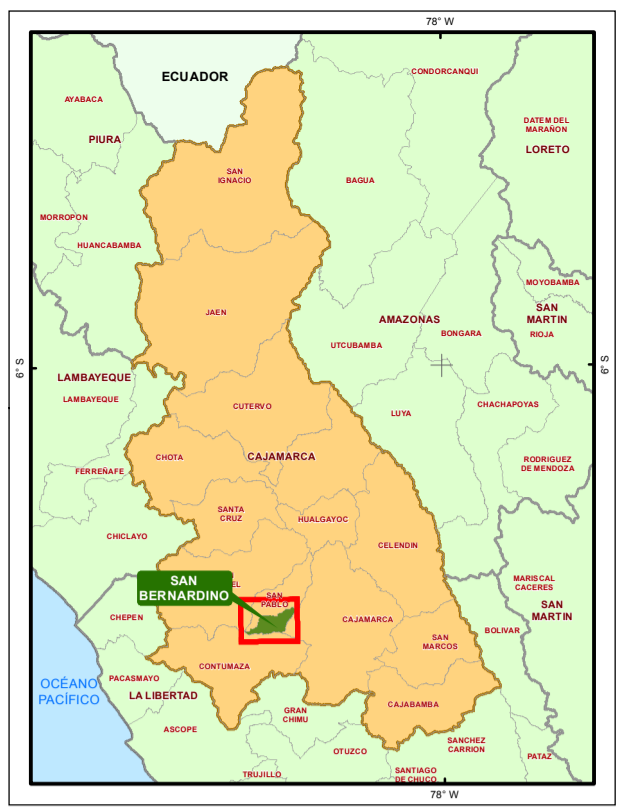 78° W
ECUADOR
CONDORCANQUI
AYABACA
PIURA
DATEM DEL
MARAÑON
LORETO
SAN
IGNACIO
BAGUA
MORROPON
HUANCABAMBA
MOYOBAMBA
SAN
MARTIN
RIOJA
JAEN
AMAZONAS
BONGARA
UTCUBAMBA
6° S
6° S
LAMBAYEQUE
LAMBAYEQUE
CUTERVO
LUYA
CHACHAPOYAS
CHOTA
CAJAMARCA
FERREÑAFE
RODRIGUEZ
DE MENDOZA
SANTA
CRUZ
HUALGAYOC
CHICLAYO
CELENDIN
SAN
BERNARDINO
EL
SAN
PABLO
MARISCAL
CACERES
SAN
MARTIN
CHEPEN
CAJAMARCA
BOLIVAR
SAN
MARCOS
CONTUMAZA
OCÉANO
PACÍFICO
PACASMAYO
LA LIBERTAD
CAJABAMBA
GRAN
CHIMU
ASCOPE
SANCHEZ
CARRION
OTUZCO
PATAZ
TRUJILLO
SANTIAGO
DE CHUCO
78° W